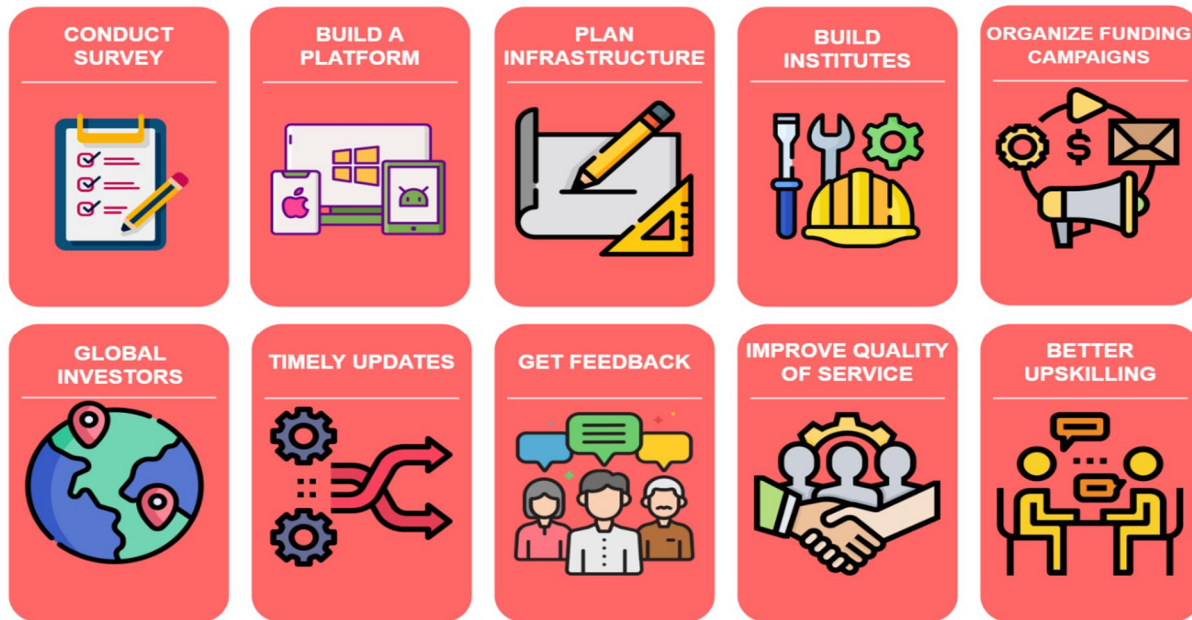 CONDUCT
SURVEY
BUILD A
PLATFORM
PLAN
INFRASTRUCTURE
BUILD
INSTITUTES
ORGANIZE FUNDING
CAMPAIGNS
$
GLOBAL
INVESTORS
TIMELY UPDATES
GET FEEDBACK
IMPROVE QUALITY
OF SERVICE
BETTER
UPSKILLING